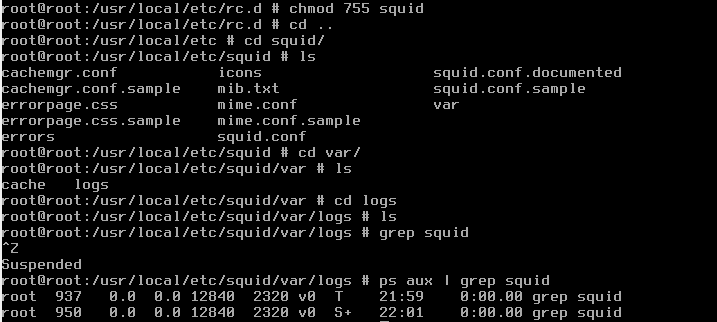 root@root:/usr/local/etc/rc.d # chmod 755 squid
root@root:/usr/local/etc/rc.d # cd ..
root@root:/usr/local/etc # cd squid/
root@root:/usr/local/etc/squid # ls
cachemgr.conf icons squid.conf.documented
cachemgr.conf.sample mib.txt squid.conf.sample
errorpage.css mime.conf var
errorpage.css.sample mime.conf.sample
errors squid.conf
root@root:/usr/local/etc/squid # cd var/
root@root:/usr/local/etc/squid/var # ls
cache logs
root@root:/usr/local/etc/squid/var # cd logs
root@root:/usr/local/etc/squid/var/logs # ls
root@root:/usr/local/etc/squid/var/logs # grep squid
^Z
Suspended
root@root:/usr/local/etc/squid/var/logs # ps aux | grep squid
root 937 0.0 0.0 12840 2320 v0 T 21:59 0:00.00 grep squid
root 950 0.0 0.0 12840 2320 v0 S+ 22:01 0:00.00 grep squid